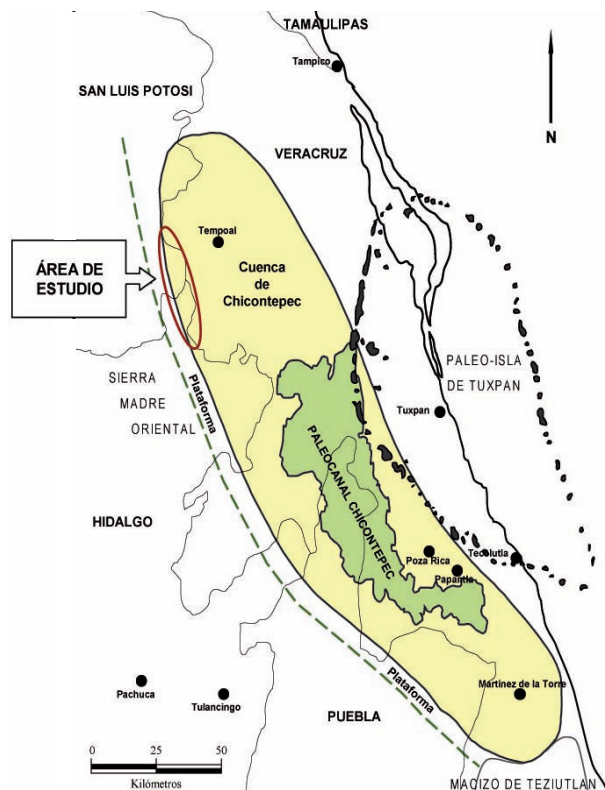 TAMAULIPAS
Tampico
SAN LUIS POTOSI
N
VERACRUZ
Tempoal
ÁREA DE
ESTUDIO
Cuenca
de
Chicontepec
PALEO-ISLA
DE TUXPAN
SIERRA
MADRE
ORIENTAL
Plataforma
Tuxpan
PALEOCANAL CHICONTEPEC
HIDALGO
Poza Rica
Tecolutla
Papantla
Plataforma
Pachuca
Tulancingo
Martínez de la Torre
PUEBLA
0 25 50
Kilómetros
MACIZO DE TEZIUTLAN